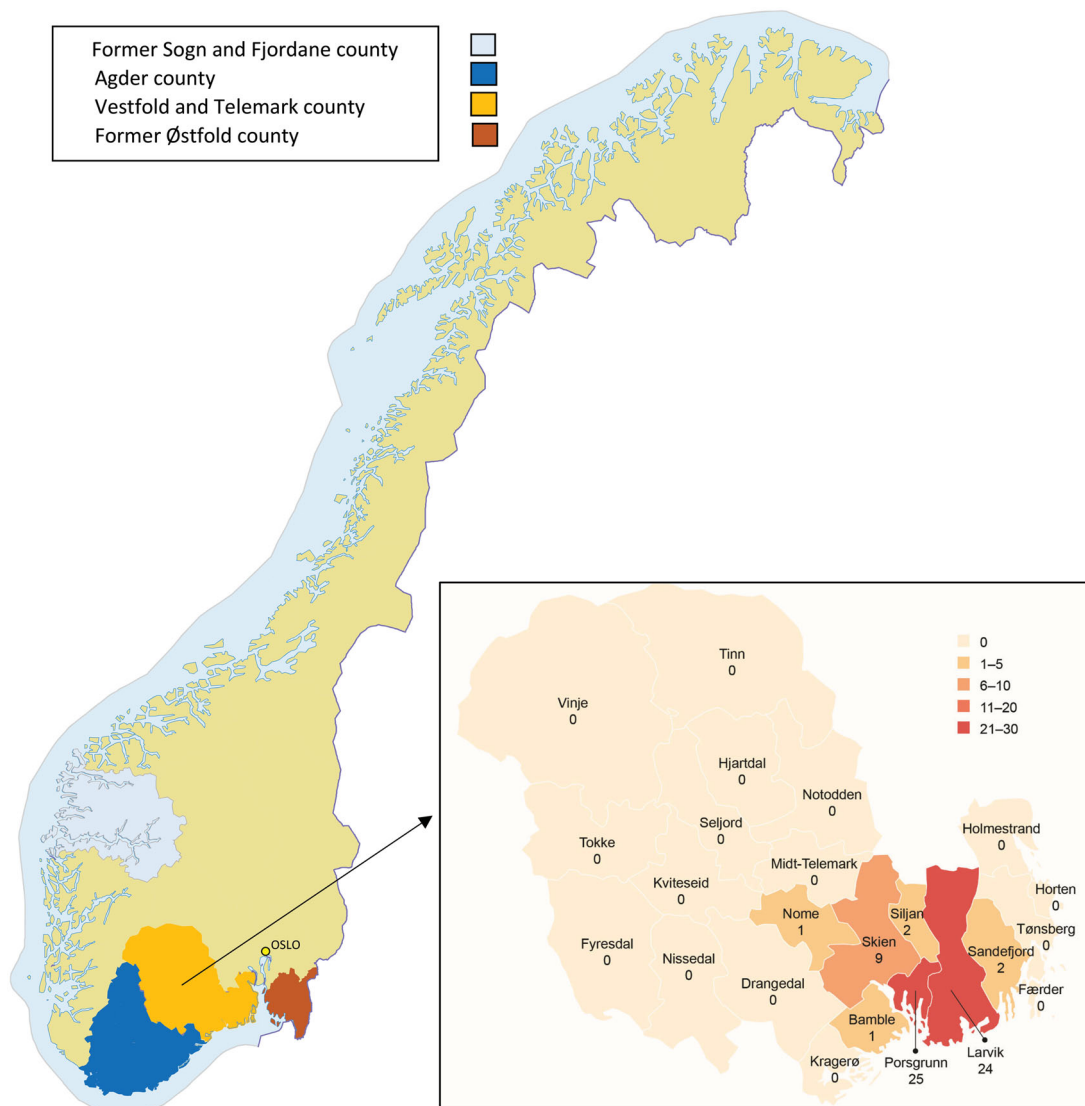 Former Sogn and Fjordane county
Agder county
Vestfold and Telemark county
Former Østfold county
OSLO
0
1–5
6–10
11–20
21–30
Tinn
0
Vinje
0
Hjartdal
0
Notodden
0
Seljord
0
Tokke
0
Holmestrand
0
Midt-Telemark
0
Kviteseid
0
Horten
0
Nome
1
Siljan
2
Tønsberg
0
Skien
9
Sandefjord
2
Fyresdal
0
Nissedal
0
Drangedal
0
Færder
0
Bamble
1
Kragerø
0
Porsgrunn
25
Larvik
24